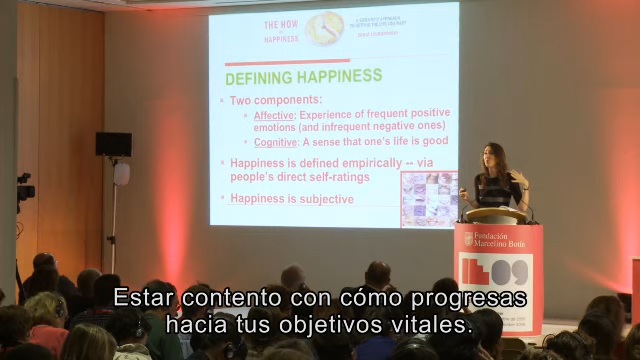 THE HOW
of
HAPPINESS
DEFINING HAPPINESS
Two components:
Affective: Experience of frequent positive
emotions (and infrequent negative ones)
Cognitive: A sense that one's life is good
Happiness is defined empirically -- via
people's direct self-ratings
Happiness is subjective
Fundación
Marcelino Botín
09
Estar contento con cómo progresas
hacia tus objetivos vitales.